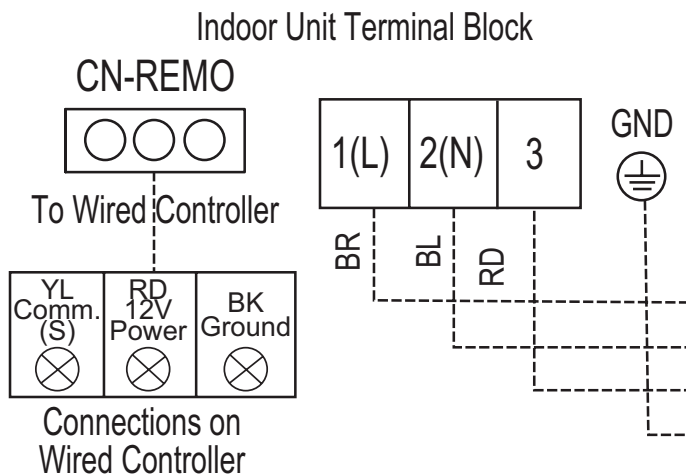 Indoor Unit Terminal Block
CN-REMO
To Wired Controller
YL
Comm.
(S)
RD
12V
Power
BK
Ground
Connections on
Wired Controller
1(L)
2(N)
3
GND
BR
BL
RD